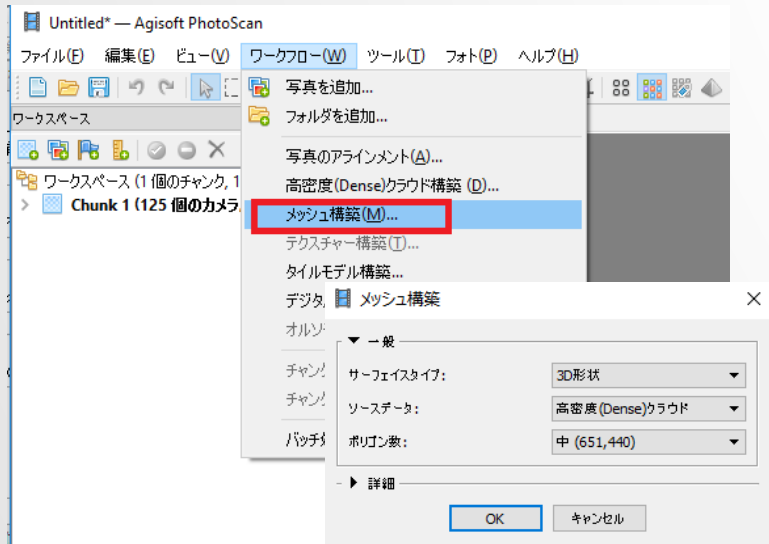 Untitled* — Agisoft PhotoScan
ファイル(F) 編集(E) ビュー(V) ワークフロー(W) ツール(T) フォト(P) ヘルプ(H)
ワークスペース
ワークスペース (1 個のチャンク, 1
Chunk 1 (125 個のカメラ
写真を追加...
フォルダを追加...
写真のアラインメント(A)...
高密度(Dense)クラウド構築 (D)...
メッシュ構築(M)...
テクスチャー構築(T)...
タイルモデル構築...
デジタ
オルソ
チャンク
チャンク
バッチ
メッシュ構築
一般
サーフェイスタイプ: 3D形状
ソースデータ: 高密度(Dense)クラウド
ポリゴン数: 中 (651,440)
詳細
OK キャンセル